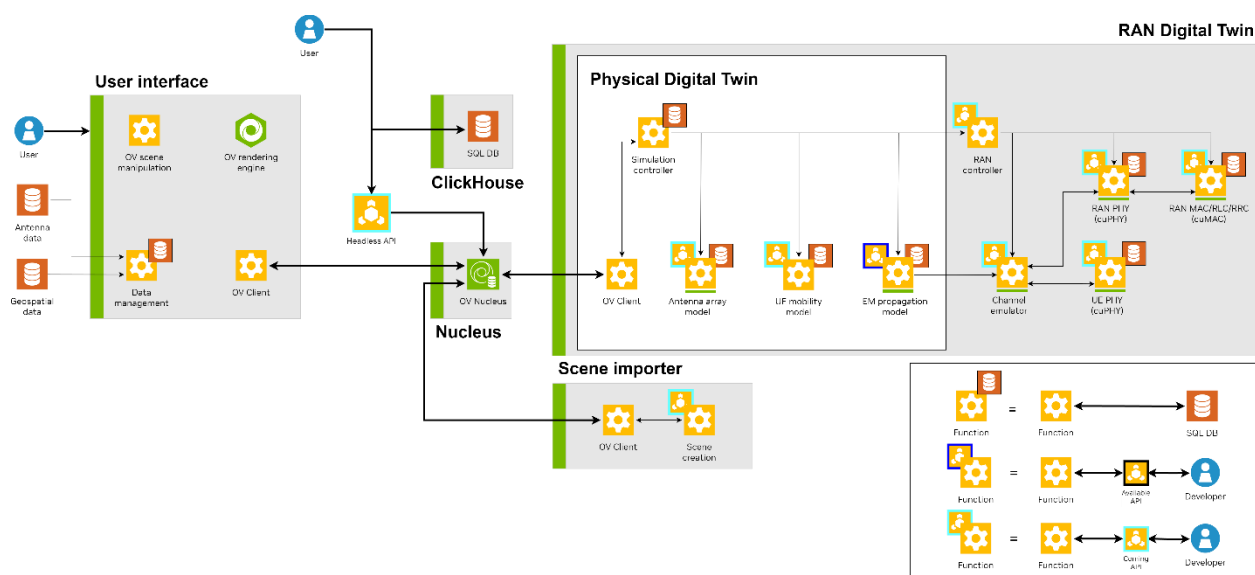 RAN Digital Twin
User
Physical Digital Twin
User interface
User
OV scene
manipulation
OV rendering
engine
SQL DB
ClickHouse
Simulation
controller
RAN
controller
Antenna
data
Headless API
RAN PHY
(cuPHY)
RAN MAC/RLC/RRC
(cuMAC)
Geospatial
data
Data
management
OV Client
OV Nucleus
Nucleus
OV Client
Antenna array
model
UF mobility
model
EM propagation
model
Channel
emulator
UE PHY
(cuPHY)
Scene importer
OV Client
Scene
creation
Function
=
Function
SQL DB
Function
=
Function
Available
API
Developer
Function
=
Function
Coming
API
Developer